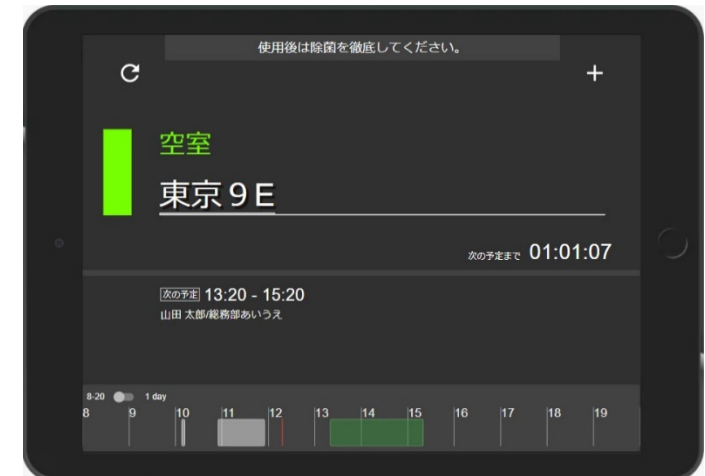 使用後は除菌を徹底してください。
空室
東京９Ｅ
次の予定まで 01:01:07
次の予定 13:20 - 15:20
山田 太郎/総務部あいうえ
8-20 1 day
8 9 10 11 12 13 14 15 16 17 18 19